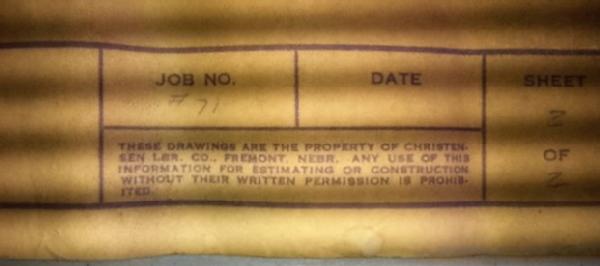 JOB NO.
DATE
SHEET
# 71
2
OF
2
THESE DRAWINGS ARE THE PROPERTY OF CHRISTEN-
SEN LBR. CO., FREMONT, NEBR. ANY USE OF THIS
INFORMATION FOR ESTIMATING OR CONSTRUCTION
WITHOUT THEIR WRITTEN PERMISSION IS PROHIB-
ITED.